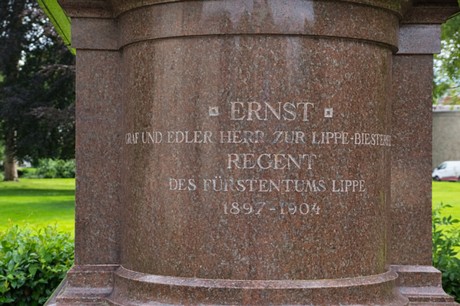 ERNST
GRAF UND EDLER HERR ZUR LIPPE-BIESTERFELD
REGENT
DES FÜRSTENTUMS LIPPE
1897-1904